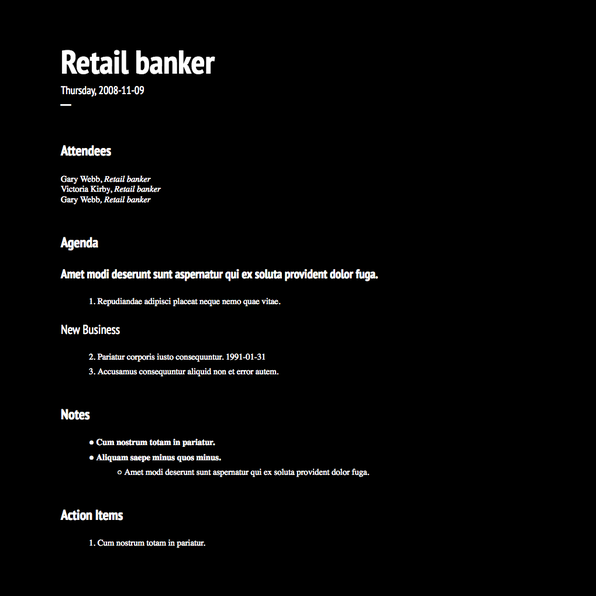 Retail banker
Thursday, 2008-11-09
Attendees
Gary Webb, Retail banker
Victoria Kirby, Retail banker
Gary Webb, Retail banker
Agenda
Amet modi deserunt sunt aspernatur qui ex soluta provident dolor fuga.
1. Repudiandae adipisci placeat neque nemo quae vitae.
New Business
2. Pariatur corporis iusto consequuntur. 1991-01-31
3. Accusamus consequuntur aliquid non et error autem.
Notes
● Cum nostrum totam in pariatur.
● Aliquam saepe minus quos minus.
○ Amet modi deserunt sunt aspernatur qui ex soluta provident dolor fuga.
Action Items
1. Cum nostrum totam in pariatur.